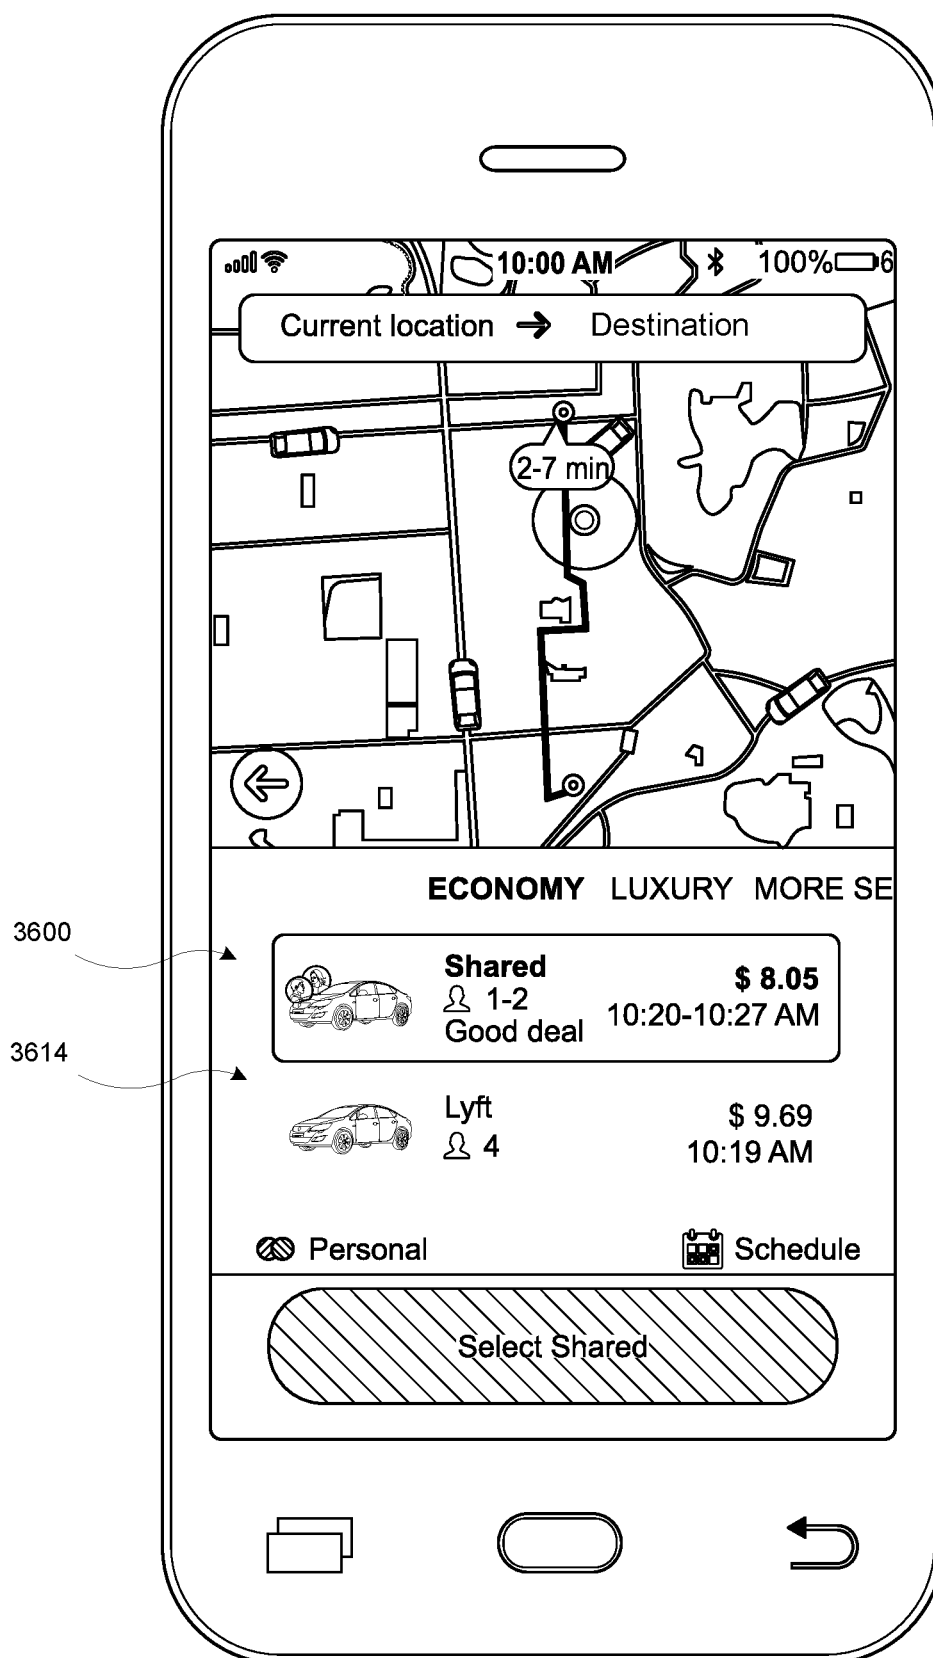 10:00 AM 100% 6
Current location → Destination
2-7 min
ECONOMY LUXURY MORE SE
3600
Shared
$ 8.05
1-2
10:20-10:27 AM
Good deal
3614
Lyft
$ 9.69
4
10:19 AM
Personal
Schedule
Select Shared